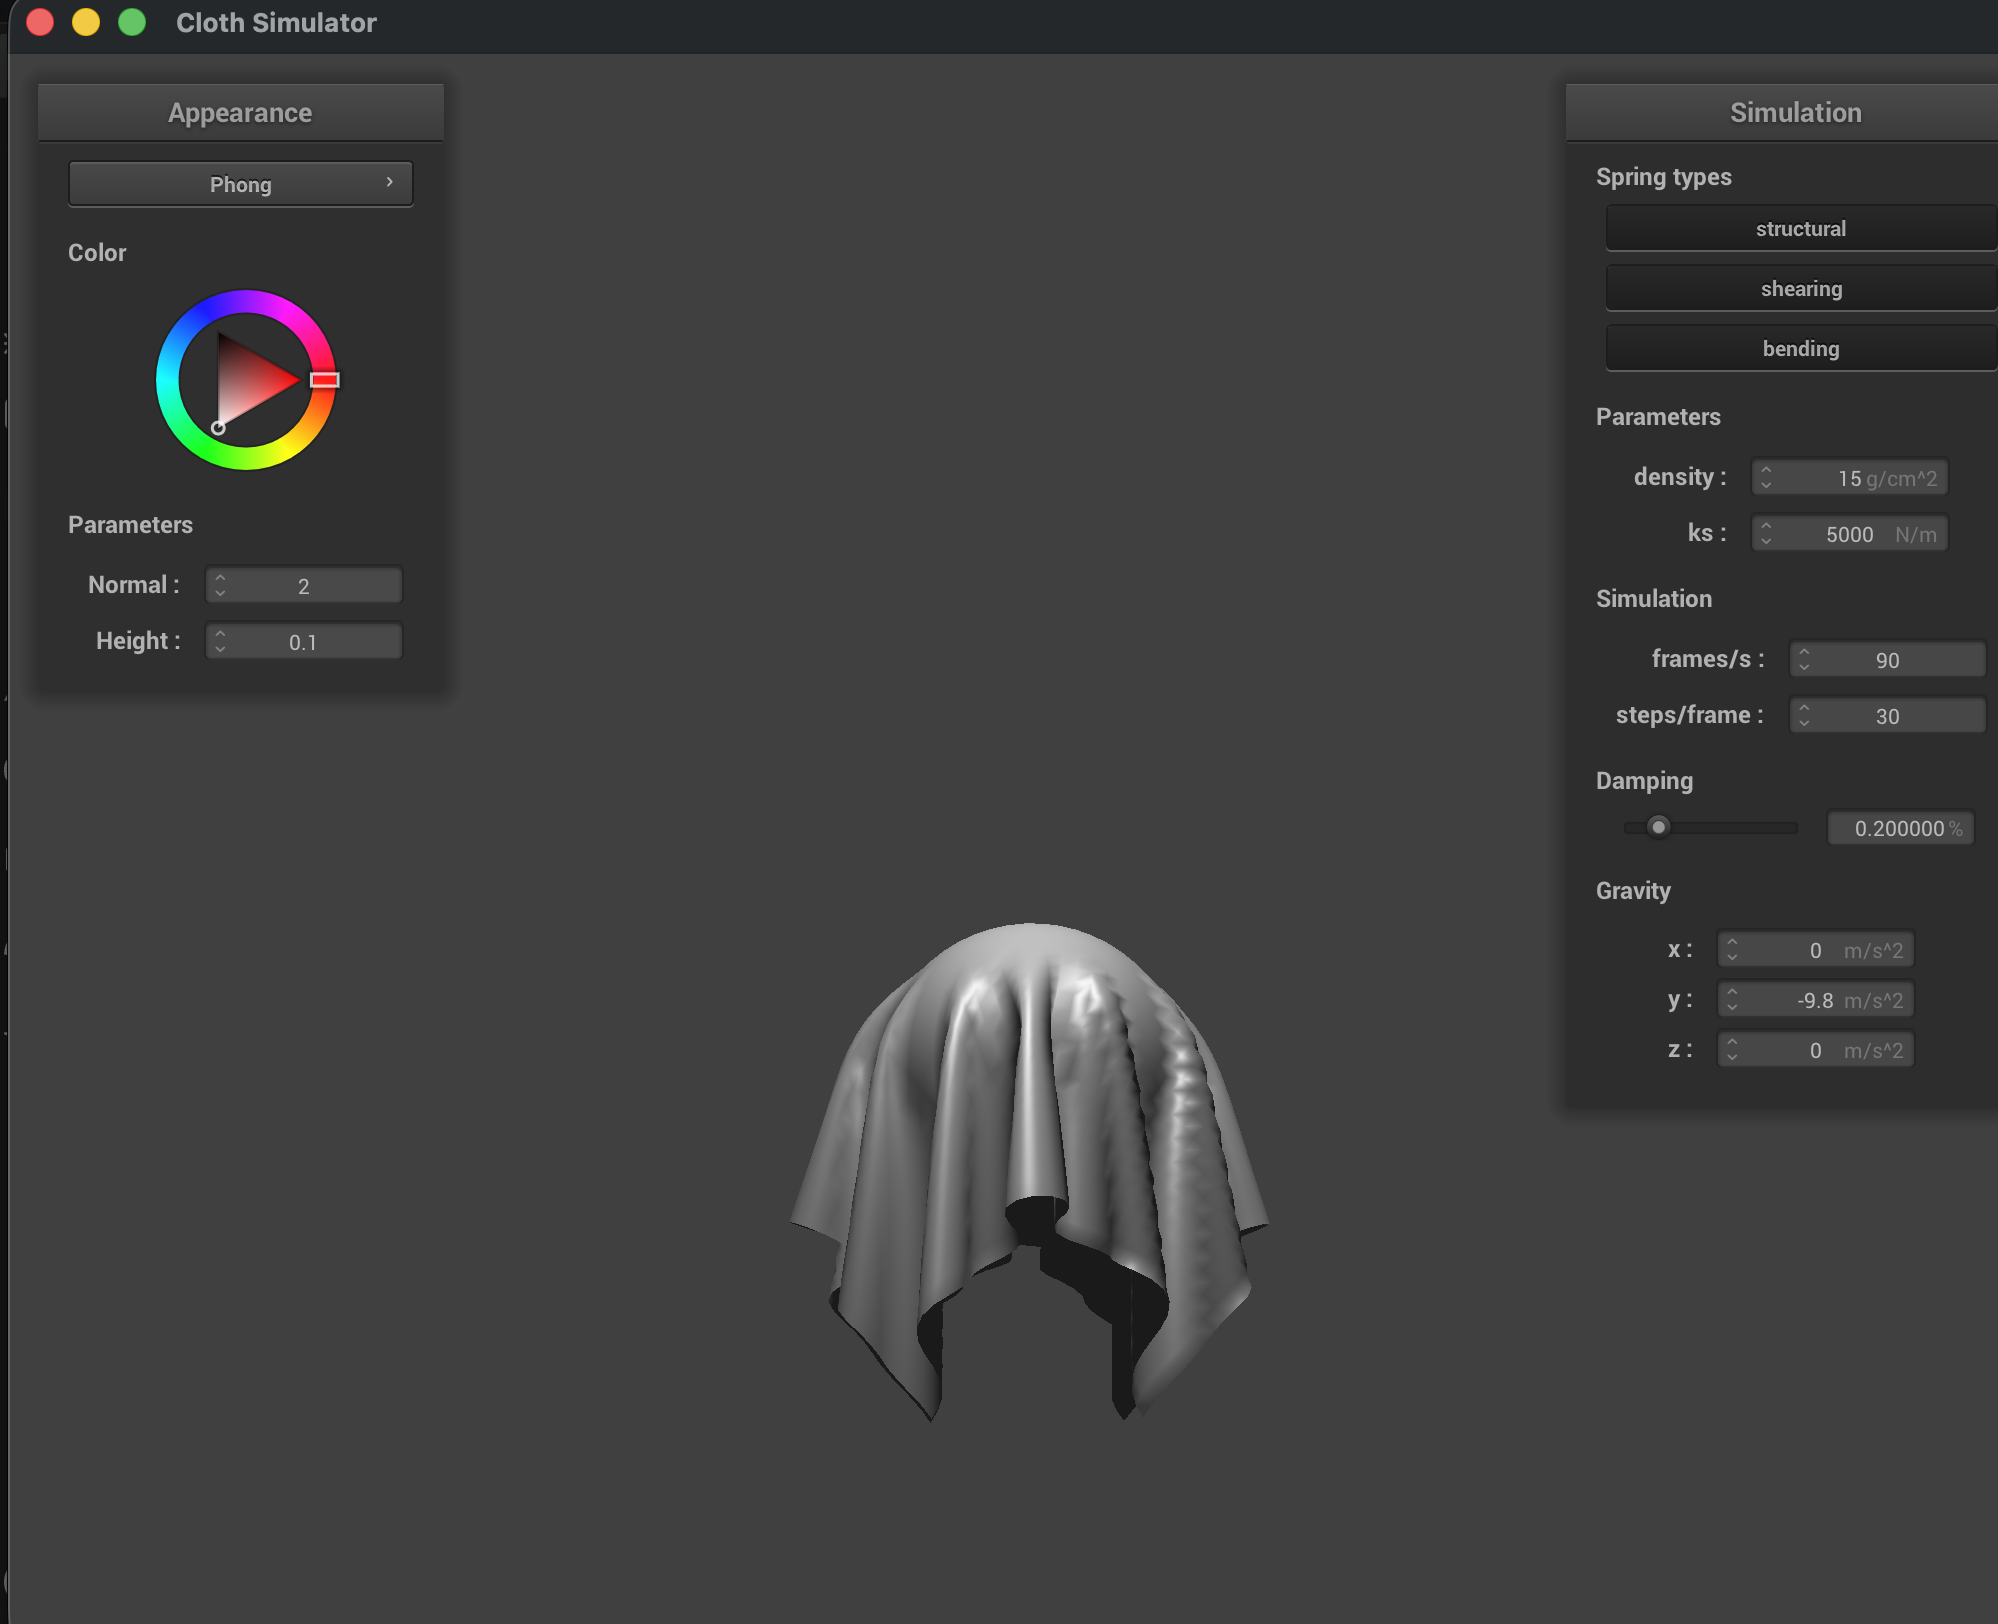 Cloth Simulator
Appearance
Phong
Color
Parameters
Normal : 2
Height : 0.1
Simulation
Spring types
structural
shearing
bending
Parameters
density : 15 g/cm^2
ks : 5000 N/m
Simulation
frames/s : 90
steps/frame : 30
Damping
0.200000 %
Gravity
x : 0 m/s^2
y : -9.8 m/s^2
z : 0 m/s^2